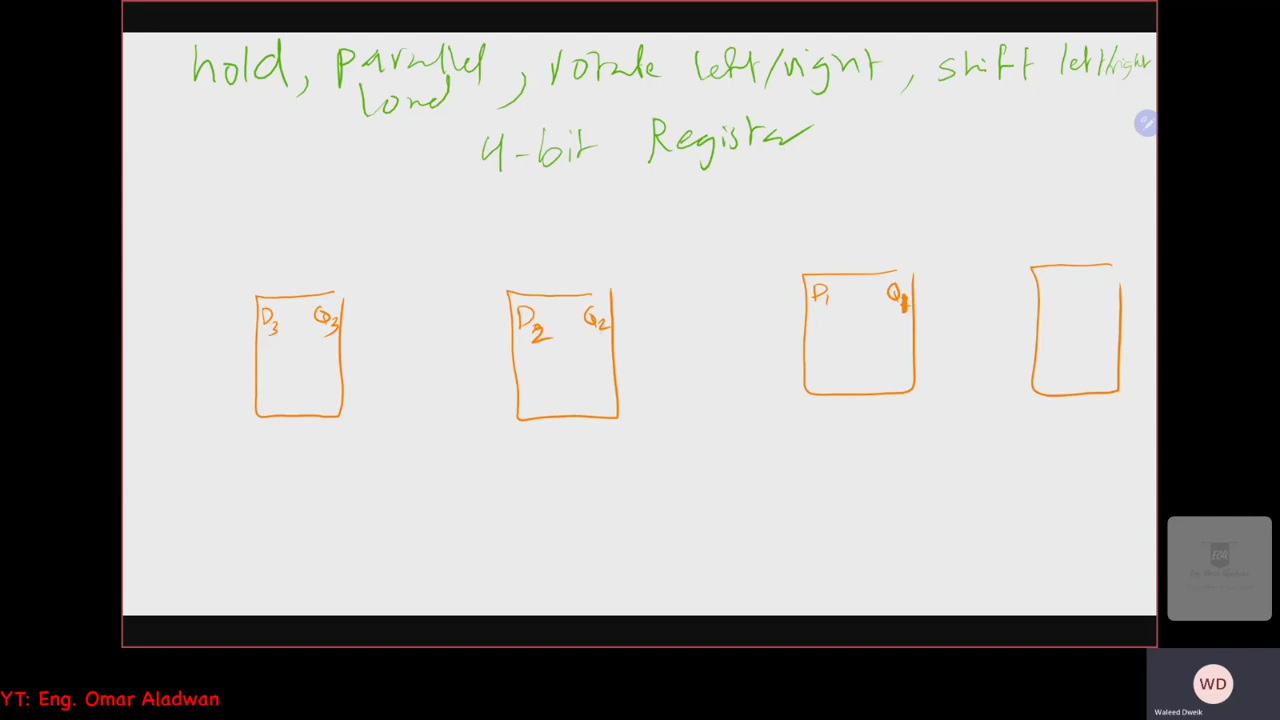 hold, parallel, rotate left/right, shift left/right
load
4-bit Register
D1 Q1
D3 Q3 D2 Q2
EOA
WD
YT: Eng. Omar Aladwan
Waleed Dweik